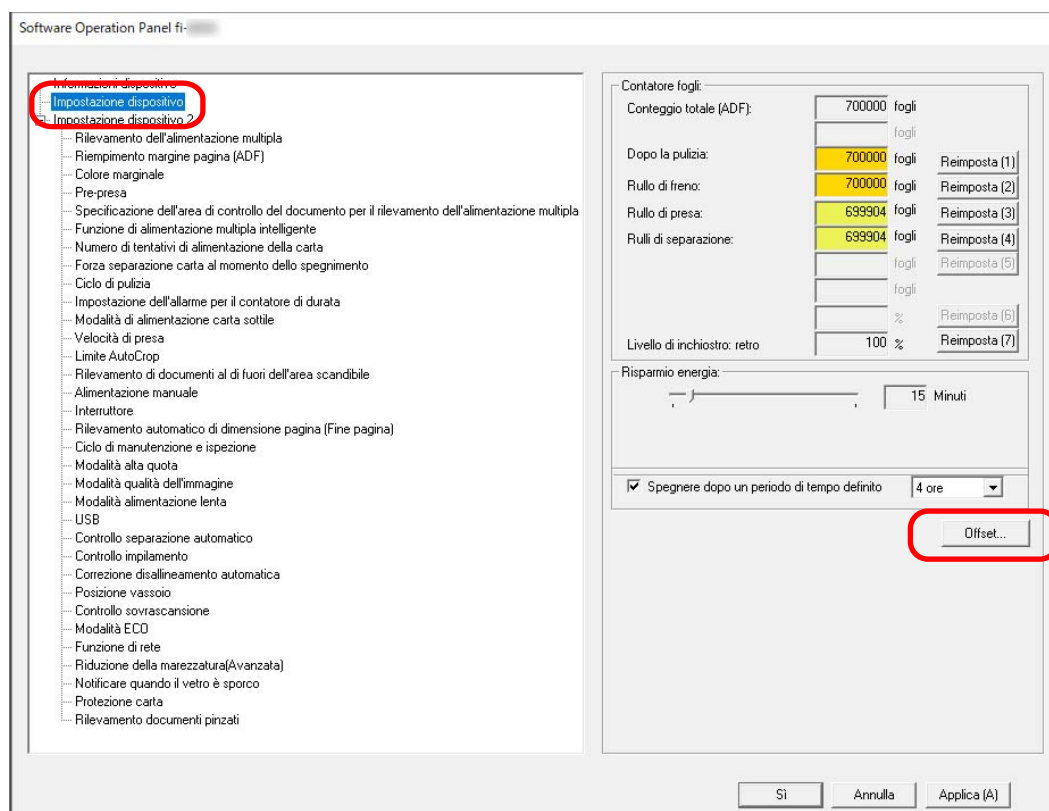 Software Operation Panel fi-
Informazioni dispositivo
Impostazione dispositivo
Impostazione dispositivo 2
Rilevamento dell'alimentazione multipla
Riempimento margine pagina (ADF)
Colore marginale
Pre-presa
Specificazione dell'area di controllo del documento per il rilevamento dell'alimentazione multipla
Funzione di alimentazione multipla intelligente
Numero di tentativi di alimentazione della carta
Forza separazione carta al momento dello spegnimento
Ciclo di pulizia
Impostazione dell'allarme per il contatore di durata
Modalità di alimentazione carta sottile
Velocità di presa
Limite AutoCrop
Rilevamento di documenti al di fuori dell'area scandibile
Alimentazione manuale
Interruttore
Rilevamento automatico di dimensione pagina (Fine pagina)
Ciclo di manutenzione e ispezione
Modalità alta quota
Modalità qualità dell'immagine
Modalità alimentazione lenta
USB
Controllo separazione automatico
Controllo impilamento
Correzione disallineamento automatica
Posizione vassoio
Controllo sovrascansione
Modalità ECO
Funzione di rete
Riduzione della marezzatura(Avanzata)
Notificare quando il vetro è sporco
Protezione carta
Rilevamento documenti pinzati
Contatore fogli:
Conteggio totale (ADF): 700000 fogli
fogli
Dopo la pulizia: 700000 fogli Reimposta (1)
Rullo di freno: 700000 fogli Reimposta (2)
Rullo di presa: 699904 fogli Reimposta (3)
Rulli di separazione: 699904 fogli Reimposta (4)
fogli Reimposta (5)
fogli
% Reimposta (6)
Livello di inchiostro: retro 100 % Reimposta (7)
Risparmio energia:
15 Minuti
Spegnere dopo un periodo di tempo definito 4 ore
Offset...
Sì Annulla Applica (A)